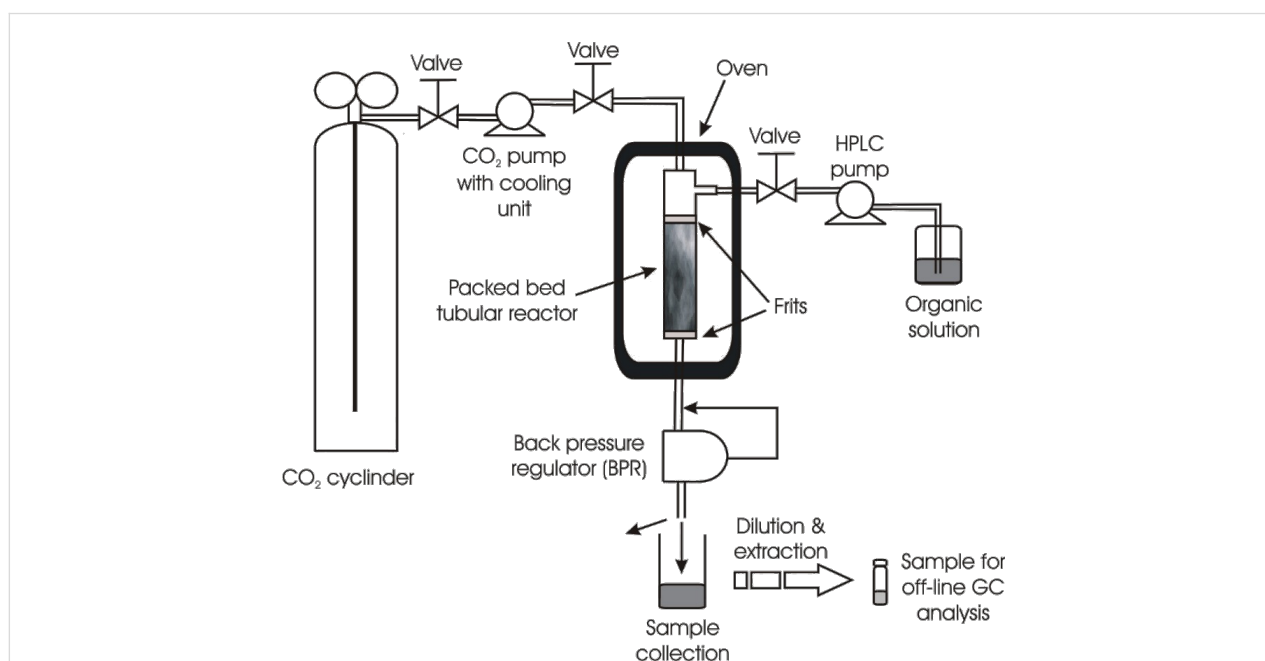 Valve
Valve
Oven
CO₂ pump
with cooling
unit
Valve
HPLC
pump
Packed bed
tubular reactor
Frits
Organic
solution
Back pressure
regulator (BPR)
CO₂ cyclinder
Dilution &
extraction
Sample for
off-line GC
analysis
Sample
collection